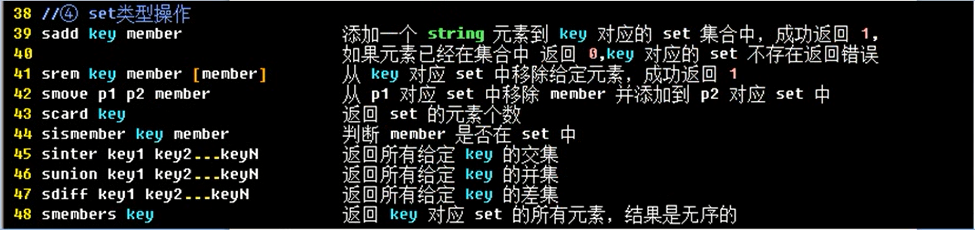 38 //④ set类型操作
39 sadd key member 添加一个 string 元素到 key 对应的 set 集合中，成功返回 1，
40 如果元素已经在集合中 返回 0,key 对应的 set 不存在返回错误
41 srem key member [member] 从 key 对应 set 中移除给定元素，成功返回 1
42 smove p1 p2 member 从 p1 对应 set 中移除 member 并添加到 p2 对应 set 中
43 scard key 返回 set 的元素个数
44 sismember key member 判断 member 是否在 set 中
45 sinter key1 key2...keyN 返回所有给定 key 的交集
46 sunion key1 key2...keyN 返回所有给定 key 的并集
47 sdiff key1 key2...keyN 返回所有给定 key 的差集
48 smembers key 返回 key 对应 set 的所有元素，结果是无序的